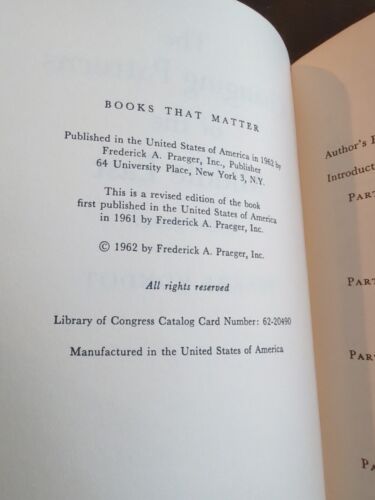 BOOKS THAT MATTER
Published in the United States of America in 1962 by
Frederick A. Praeger, Inc., Publisher
64 University Place, New York 3, N.Y.
This is a revised edition of the book
first published in the United States of America
in 1961 by Frederick A. Praeger, Inc.
© 1962 by Frederick A. Praeger, Inc.
All rights reserved
Library of Congress Catalog Card Number: 62-20490
Manufactured in the United States of America
Author's
Introduct
PART
PART
PART
PA
P